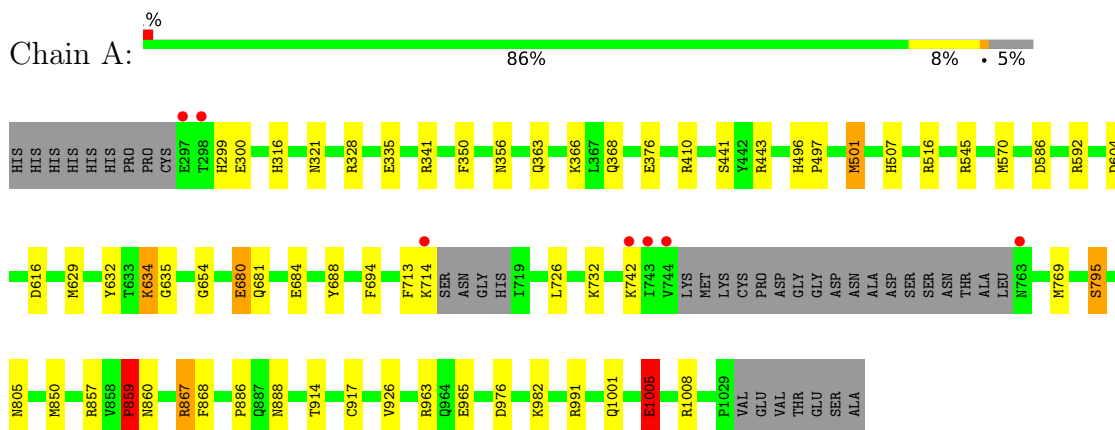 .%
Chain A:
86% 8% • 5%
HIS HIS HIS HIS HIS HIS PRO PRO CYS E297 T298 H299 E300 H316 N321 R328 E335 R341 F350 N356 Q363 K366 L367 Q368 E376 R410 S441 Y442 R443 H496 P497 M501 H507 R516 R545 M570 D586 R592
D616 M629 Y632 T633 K634 G635 G654 E680 Q681 E684 Y688 F694 F713 K714 SER ASN GLY HIS I719 L726 K732 K742 I743 V744 LYS MET LYS CYS PRO ASP GLY GLY ASP ASN ALA ASP SER SER ASN THR ALA LEU N763 M769 S795
N805 M850 R857 V858 P859 N860 R867 F868 P886 Q887 N888 T914 C917 V926 R963 Q964 E965 D976 K982 R991 Q1001 E1005 R1008 P1029 VAL GLU VAL THR GLU SER ALA